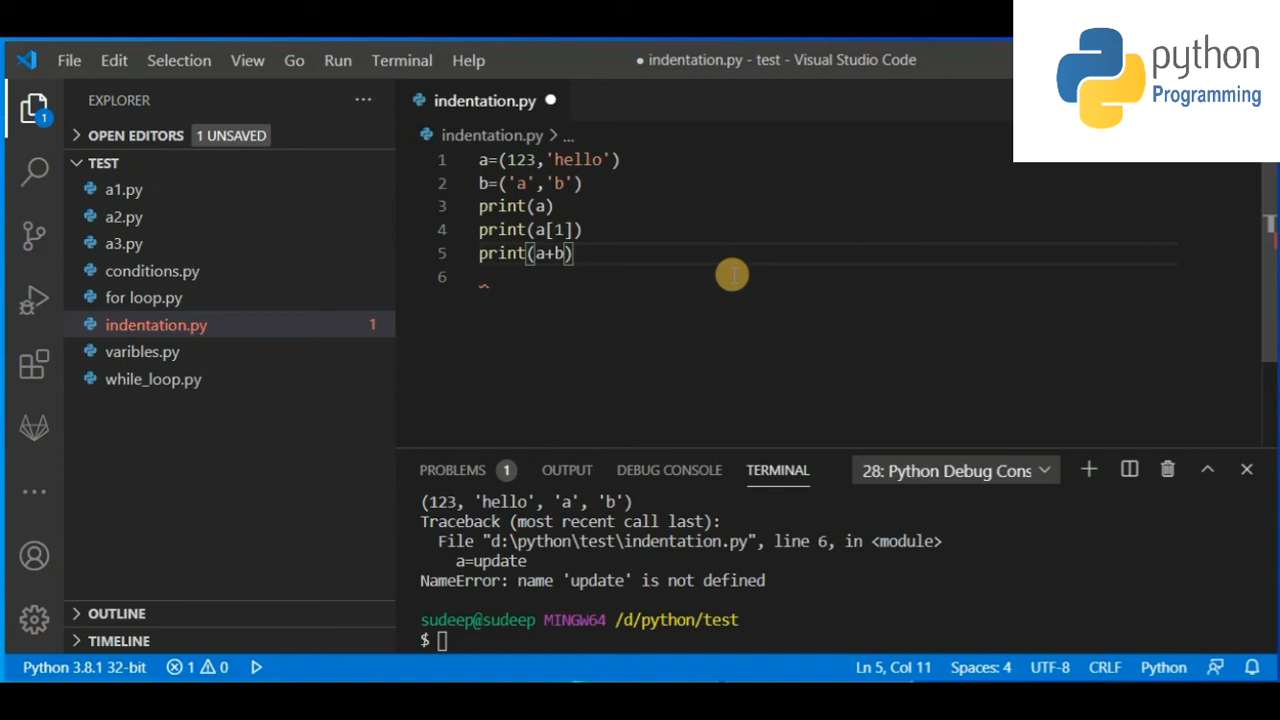 python
Programming
File Edit Selection View Go Run Terminal Help
● indentation.py - test - Visual Studio Code
EXPLORER ...
indentation.py ●
1
OPEN EDITORS 1 UNSAVED
indentation.py > ...
TEST
a1.py
a2.py
a3.py
conditions.py
for loop.py
indentation.py 1
varibles.py
while_loop.py
1 a=(123,'hello')
2 b=('a','b')
3 print(a)
4 print(a[1])
5 print(a+b)
6
PROBLEMS 1 OUTPUT DEBUG CONSOLE TERMINAL 28: Python Debug Cons
(123, 'hello', 'a', 'b')
Traceback (most recent call last):
File "d:\python\test\indentation.py", line 6, in <module>
a=update
NameError: name 'update' is not defined
sudeep@sudeep MINGW64 /d/python/test
$
OUTLINE
TIMELINE
Python 3.8.1 32-bit 1 0 Ln 5, Col 11 Spaces: 4 UTF-8 CRLF Python